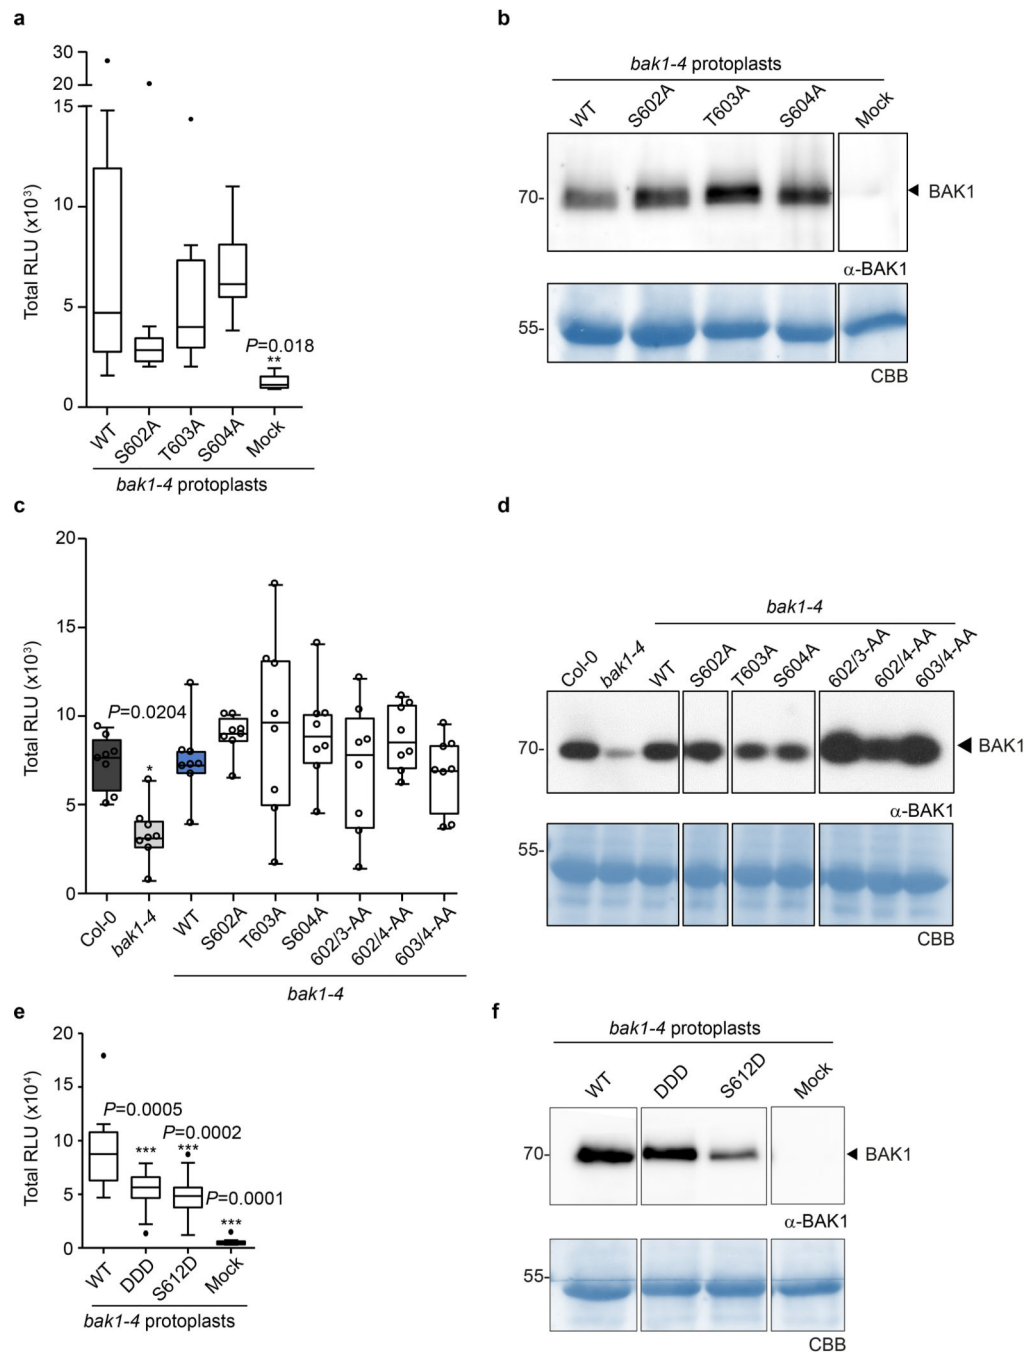 a
30
20
15
10
5
0
Total RLU (x10³)
P=0.018
**
WT
S602A
T603A
S604A
Mock
bak1-4 protoplasts
b
bak1-4 protoplasts
WT
S602A
T603A
S604A
Mock
70-
BAK1
α-BAK1
55-
CBB
c
20
15
10
5
0
Total RLU (x10³)
P=0.0204
*
Col-0
bak1-4
WT
S602A
T603A
S604A
602/3-AA
602/4-AA
603/4-AA
bak1-4
d
bak1-4
Col-0
bak1-4
WT
S602A
T603A
S604A
602/3-AA
602/4-AA
603/4-AA
70-
BAK1
α-BAK1
55-
CBB
e
20
15
10
5
0
Total RLU (x10⁴)
P=0.0005
***
P=0.0002
***
P=0.0001
***
WT
DDD
S612D
Mock
bak1-4 protoplasts
f
bak1-4 protoplasts
WT
DDD
S612D
Mock
70-
BAK1
α-BAK1
55-
CBB